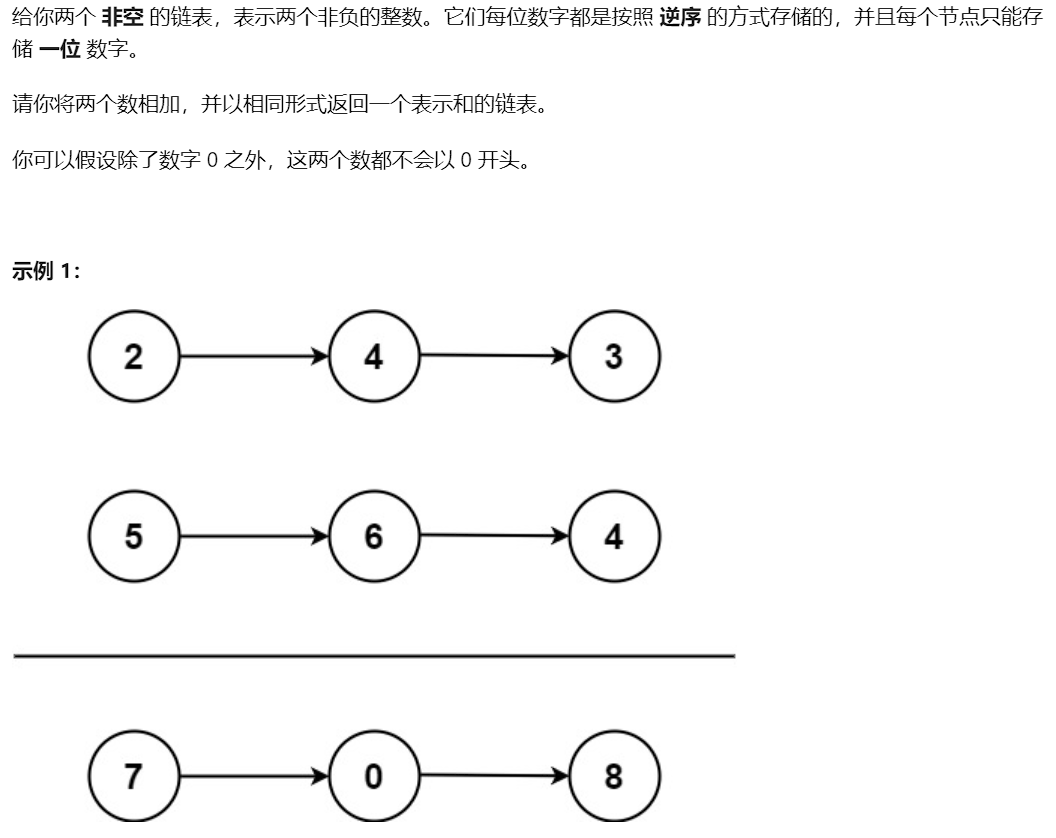 给你两个 非空 的链表，表示两个非负的整数。它们每位数字都是按照 逆序 的方式存储的，并且每个节点只能存
储 一位 数字。
请你将两个数相加，并以相同形式返回一个表示和的链表。
你可以假设除了数字 0 之外，这两个数都不会以 0 开头。
示例 1：
2 4 3
5 6 4
7 0 8